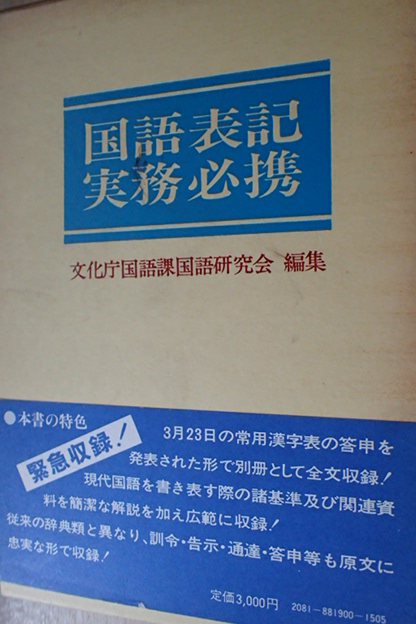 国語表記
実務必携
文化庁国語課国語研究会 編集
●本書の特色
緊急収録!
3月23日の常用漢字表の答申を
発表された形で別冊として全文収録!
現代国語を書き表す際の諸基準及び関連資
料を簡潔な解説を加え広範に収録!
従来の辞典類と異なり、訓令・告示・通達・答申等も原文に
忠実な形で収録!
定価3,000円 2081-881900-1505